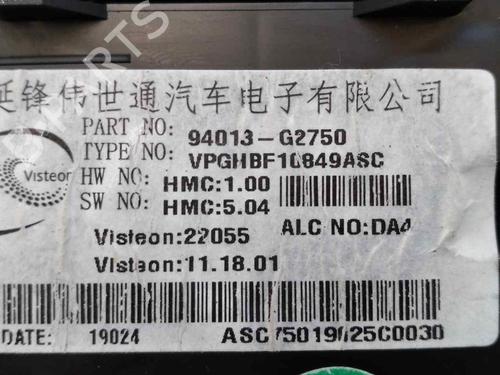 延锋伟世通汽车电子有限公司
PART NO: 94013-G2750
TYPE NO: VPGHBF10849ASC
Visteon
HW NO: HMC:1.00
SW NO: HMC:5.04
Visteon:22055 ALC NO:DA4
Visteon:11.18.01
DATE: 19024 ASC75019025C0030